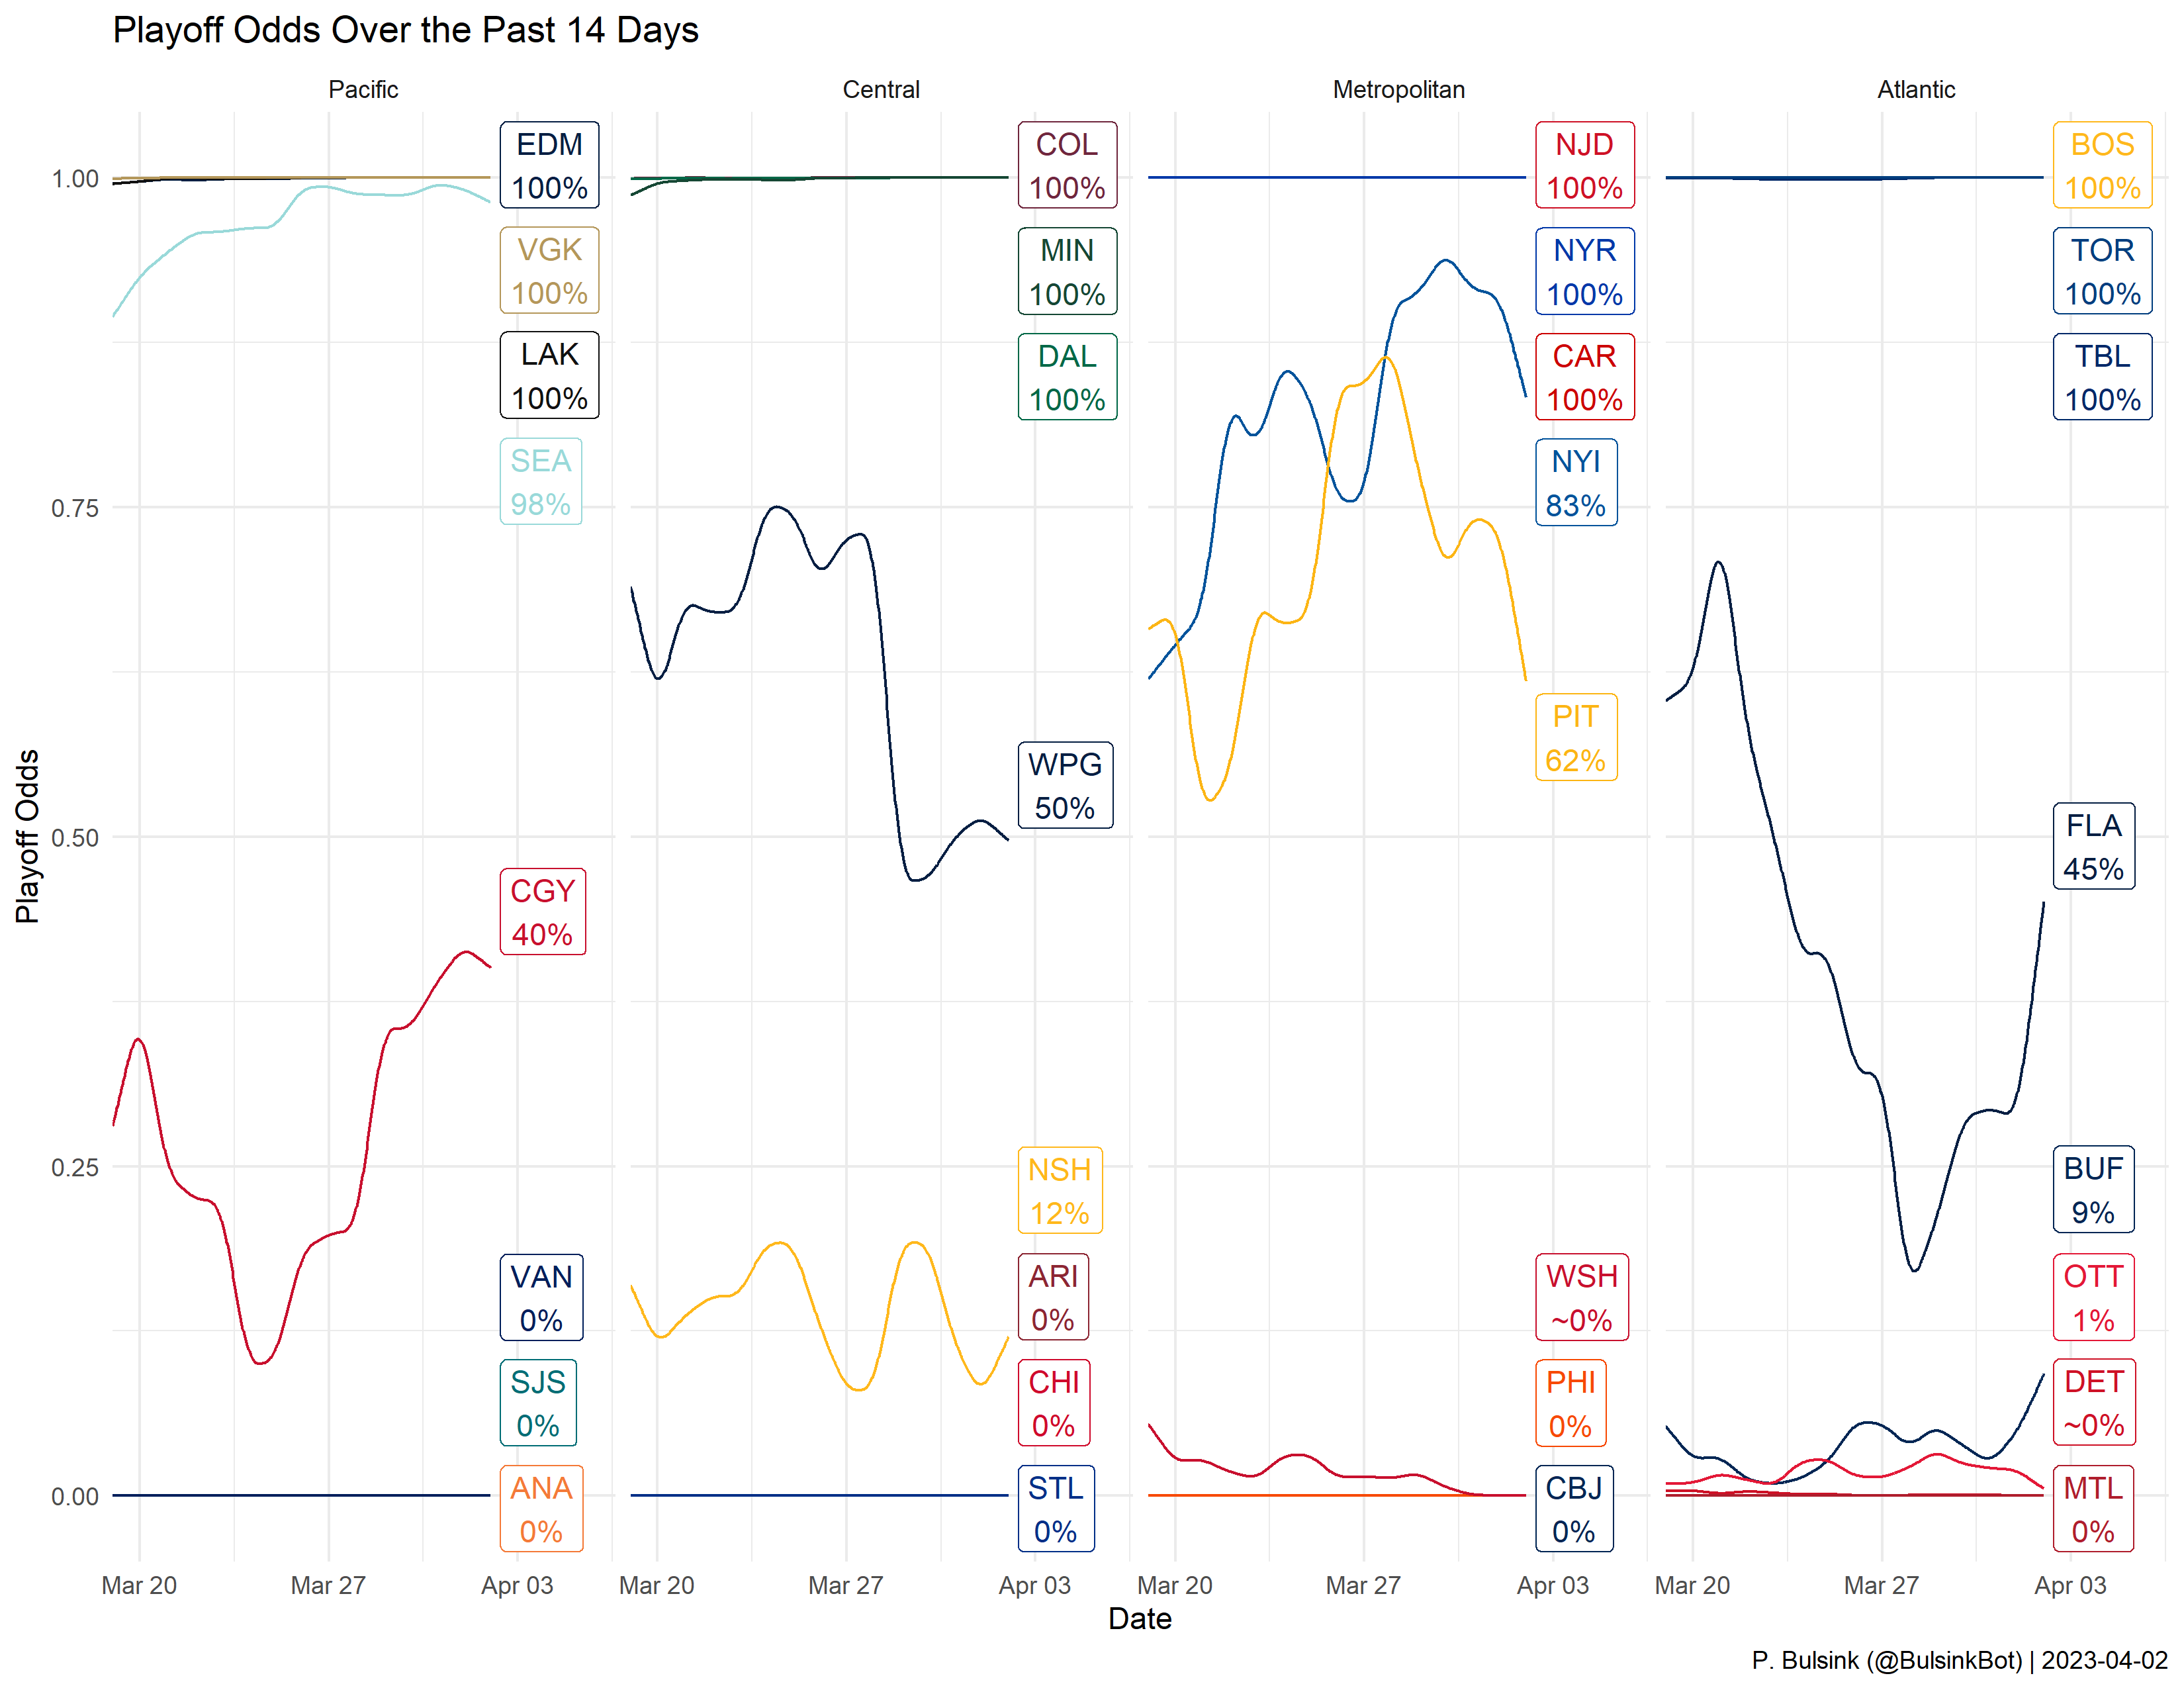 Playoff Odds Over the Past 14 Days
Pacific
Central
Metropolitan
Atlantic
Playoff Odds
1.00
0.75
0.50
0.25
0.00
EDM
100%
VGK
100%
LAK
100%
SEA
98%
CGY
40%
VAN
0%
SJS
0%
ANA
0%
COL
100%
MIN
100%
DAL
100%
WPG
50%
NSH
12%
ARI
0%
CHI
0%
STL
0%
NJD
100%
NYR
100%
CAR
100%
NYI
83%
PIT
62%
WSH
~0%
PHI
0%
CBJ
0%
BOS
100%
TOR
100%
TBL
100%
FLA
45%
BUF
9%
OTT
1%
DET
~0%
MTL
0%
Mar 20 Mar 27 Apr 03 Mar 20 Mar 27 Apr 03 Mar 20 Mar 27 Apr 03 Mar 20 Mar 27 Apr 03
Date
P. Bulsink (@BulsinkBot) | 2023-04-02